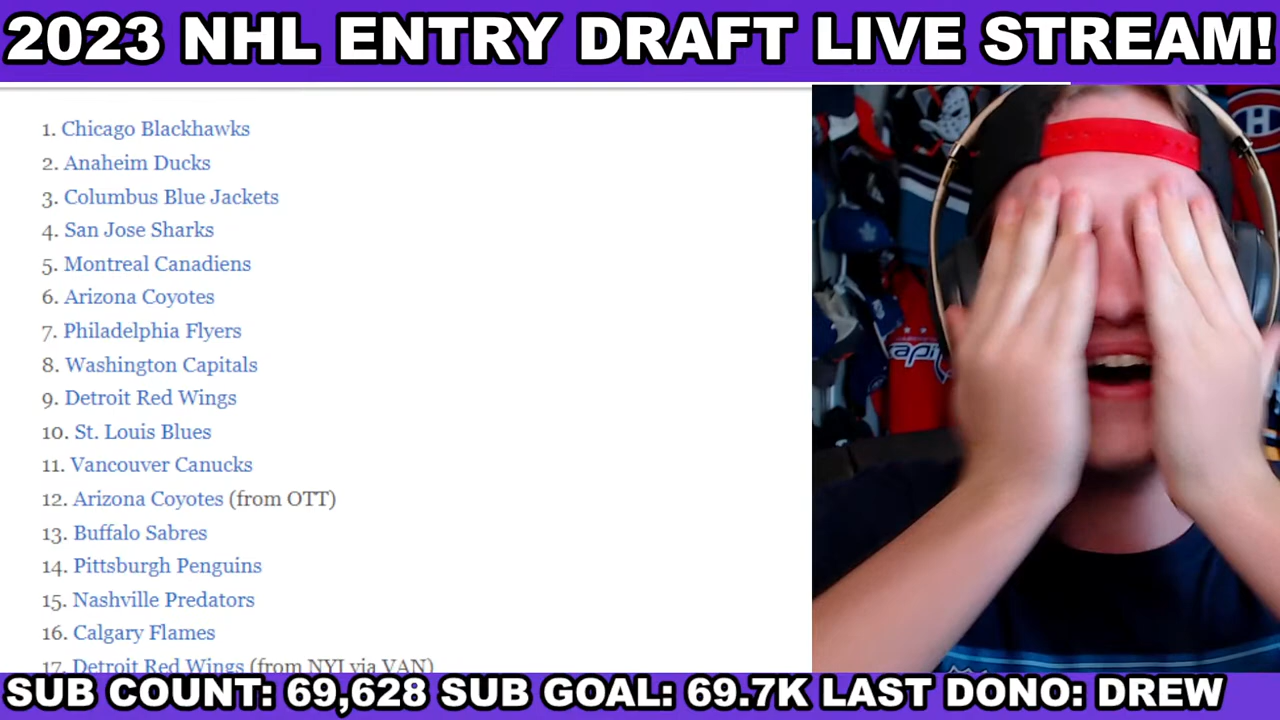 2023 NHL ENTRY DRAFT LIVE STREAM!
1. Chicago Blackhawks
2. Anaheim Ducks
3. Columbus Blue Jackets
4. San Jose Sharks
5. Montreal Canadiens
6. Arizona Coyotes
7. Philadelphia Flyers
8. Washington Capitals
9. Detroit Red Wings
10. St. Louis Blues
11. Vancouver Canucks
12. Arizona Coyotes (from OTT)
13. Buffalo Sabres
14. Pittsburgh Penguins
15. Nashville Predators
16. Calgary Flames
17. Detroit Red Wings (from NYI via VAN)
SUB COUNT: 69,628 SUB GOAL: 69.7K LAST DONO: DREW